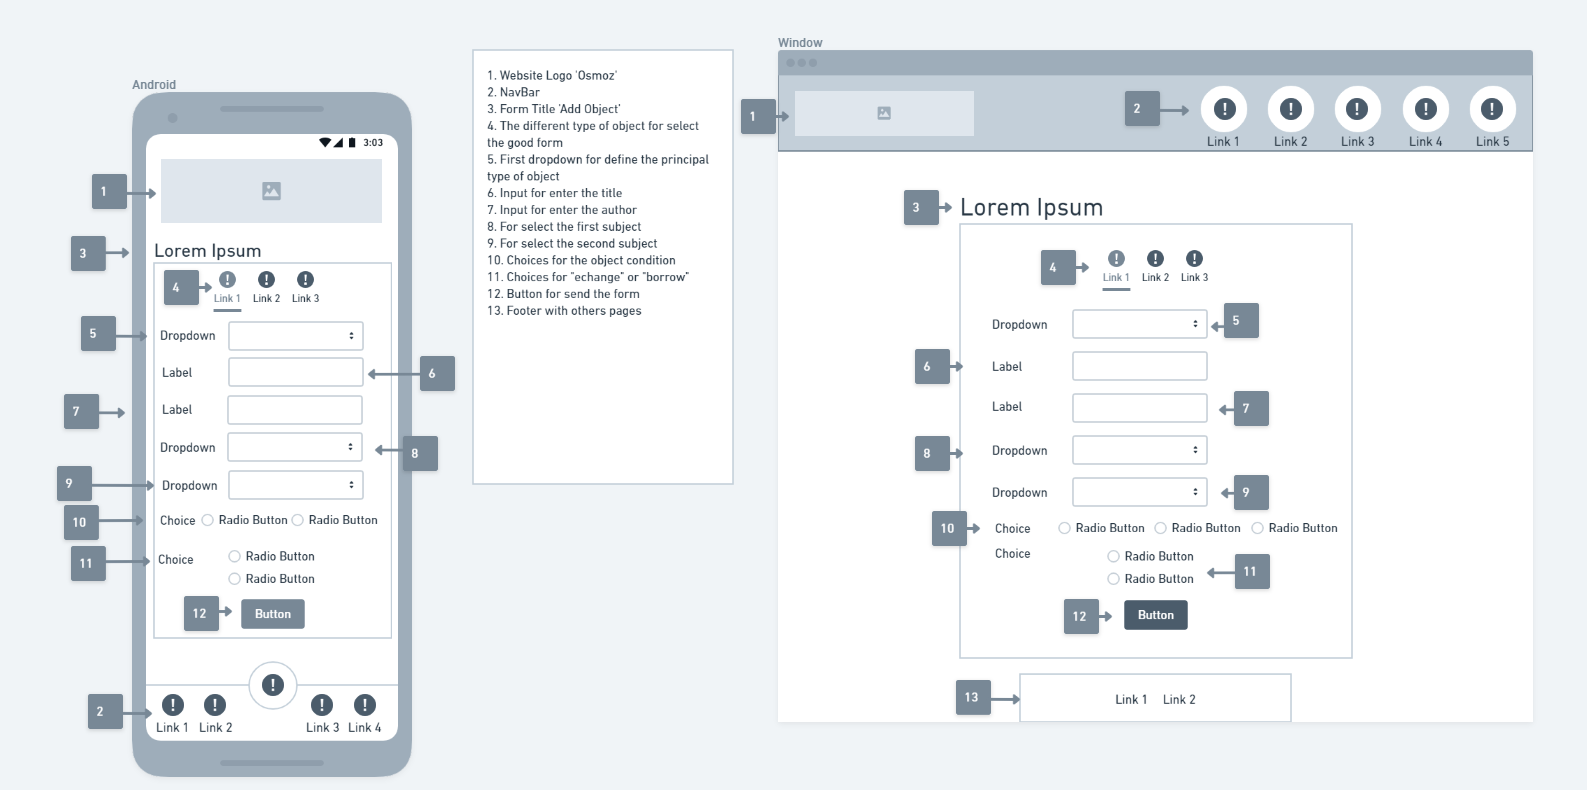 Android
3:03
1
3
Lorem Ipsum
4
Link 1
Link 2
Link 3
5
Dropdown
Label
6
7
Label
Dropdown
8
9
Dropdown
10
Choice
Radio Button
Radio Button
11
Choice
Radio Button
Radio Button
12
Button
2
Link 1
Link 2
Link 3
Link 4
1. Website Logo 'Osmoz'
2. NavBar
3. Form Title 'Add Object'
4. The different type of object for select
the good form
5. First dropdown for define the principal
type of object
6. Input for enter the title
7. Input for enter the author
8. For select the first subject
9. For select the second subject
10. Choices for the object condition
11. Choices for "echange" or "borrow"
12. Button for send the form
13. Footer with others pages
Window
1
2
Link 1
Link 2
Link 3
Link 4
Link 5
3
Lorem Ipsum
4
Link 1
Link 2
Link 3
Dropdown
5
6
Label
Label
7
8
Dropdown
Dropdown
9
10
Choice
Radio Button
Radio Button
Radio Button
Choice
Radio Button
Radio Button
11
12
Button
13
Link 1
Link 2